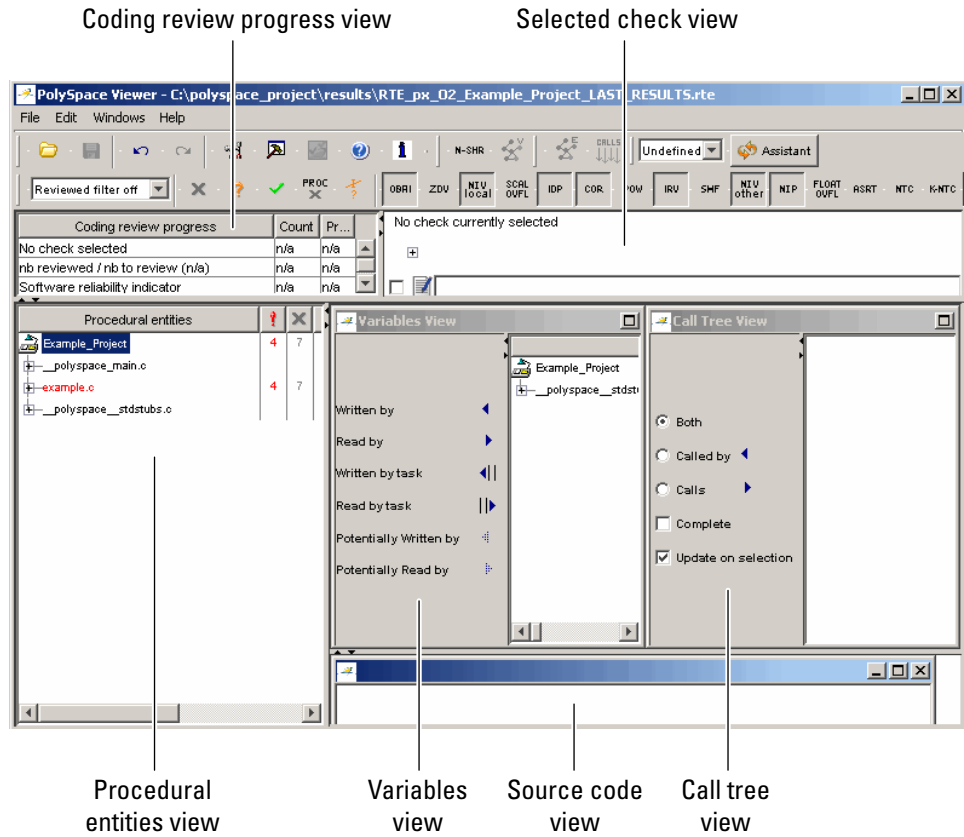 Coding review progress view
Selected check view
PolySpace Viewer - C:\polyspace_project\results\RTE_px_O2_Example_Project_LAST_RESULTS.rte
File Edit Windows Help
N-SHR
CALLS
Undefined
Assistant
Reviewed filter off
PROC
OBAI ZDV NIV local SCAL OVFL IDP COR POW IRV SHF NIV other NIP FLOAT OVFL ASRT NTC K-NTC
Coding review progress Count Pr...
No check selected n/a n/a
nb reviewed / nb to review (n/a) n/a n/a
Software reliability indicator n/a n/a
No check currently selected
Procedural entities
Example_Project 4 7
__polyspace_main.c
example.c 4 7
__polyspace__stdstubs.c
Variables View
Written by
Read by
Written by task
Read by task
Potentially Written by
Potentially Read by
Example_Project
Call Tree View
Both
Called by
Calls
Complete
Update on selection
Procedural
entities view
Variables
view
Source code
view
Call tree
view